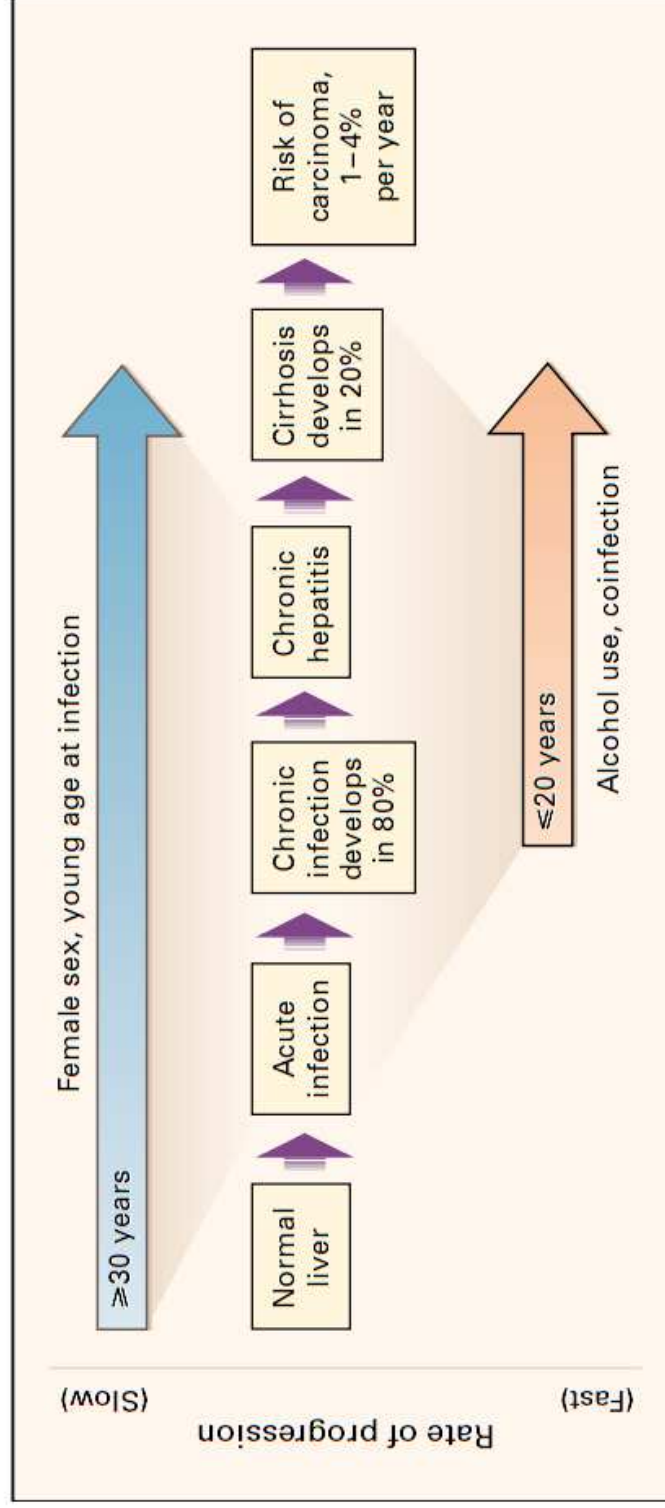 Rate of progression
(Slow)
(Fast)
Female sex, young age at infection
≥30 years
Normal
liver
Acute
infection
Chronic
infection
develops
in 80%
Chronic
hepatitis
Cirrhosis
develops
in 20%
Risk of
carcinoma,
1–4%
per year
≤20 years
Alcohol use, coinfection